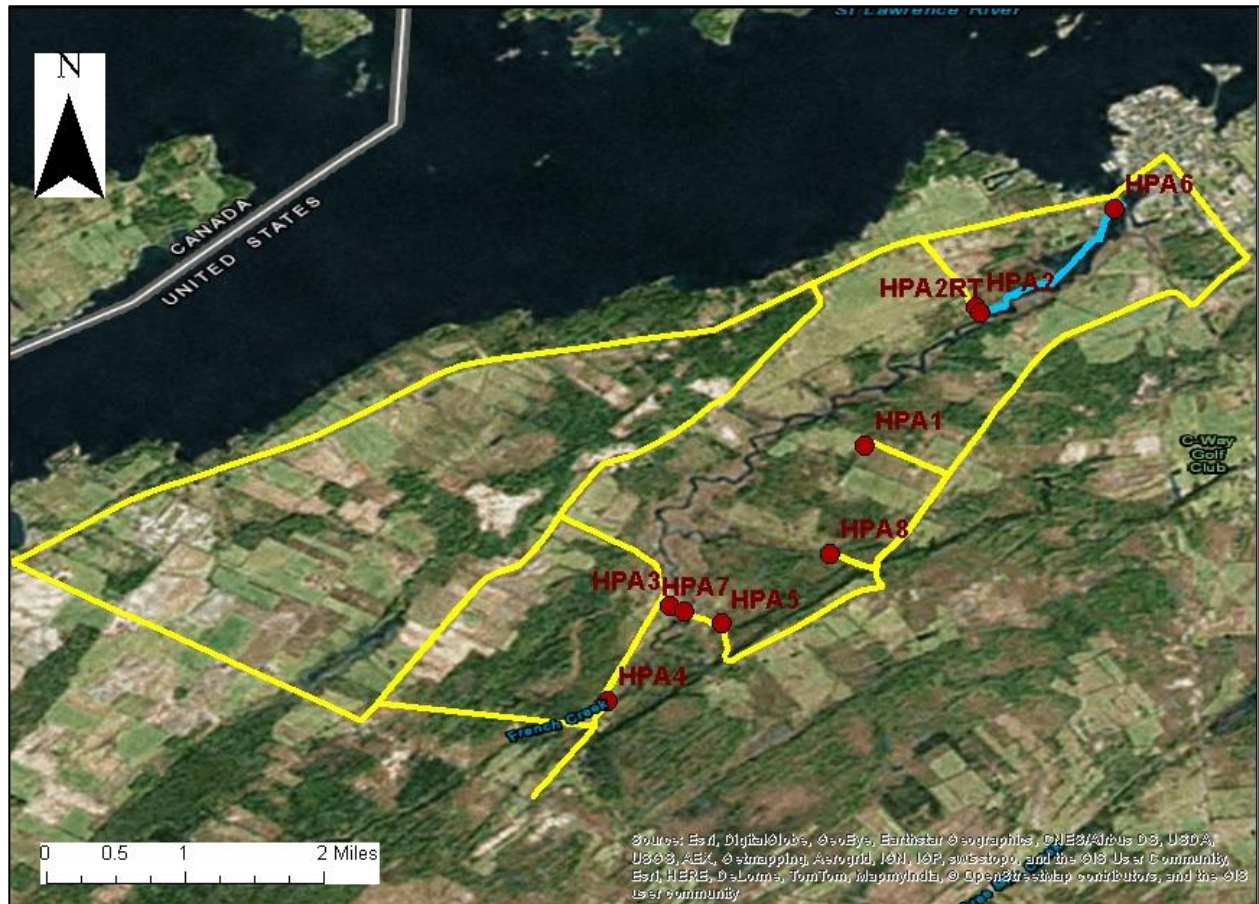 St Lawrence River
N
CANADA
UNITED STATES
HPA6
HPA2RT
HPA2
HPA1
C-Way
Golf
Club
HPA8
HPA3
HPA7
HPA5
HPA4
French Creek
0 0.5 1 2 Miles
Source: Esri, DigitalGlobe, GeoEye, Earthstar Geographics, CNES/Airbus DS, USDA,
USGS, AEX, Getmapping, Aerogrid, IGN, IGP, swisstopo, and the GIS User Community,
Esri, HERE, DeLorme, TomTom, MapmyIndia, © OpenStreetMap contributors, and the GIS
user community